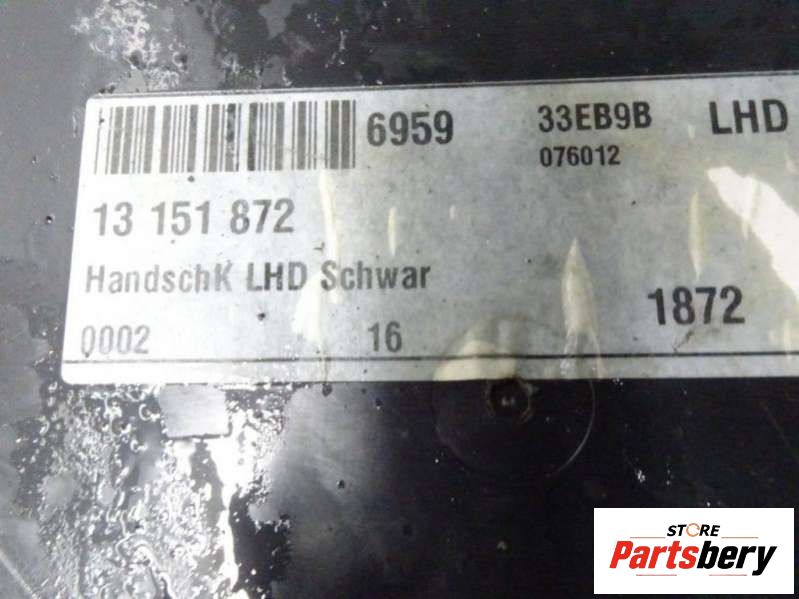 6959 33EB9B LHD
076012
13 151 872
HandschK LHD Schwar
1872
0002 16
STORE
Partsbery